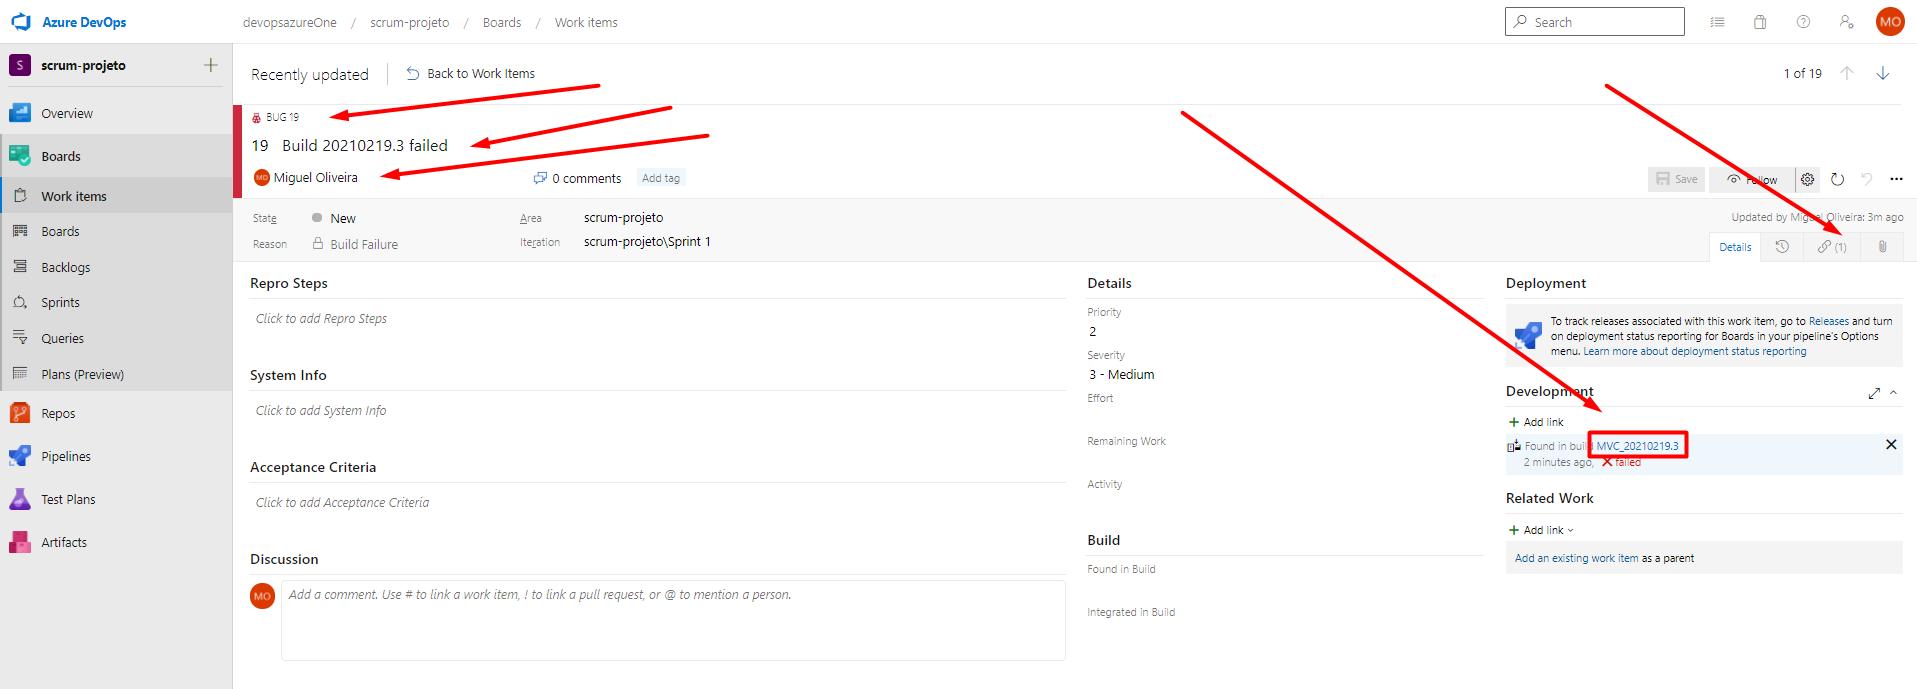 Azure DevOps
devopsazureOne / scrum-projeto / Boards / Work items
Search
MO
S scrum-projeto
Overview
Boards
Work items
Boards
Backlogs
Sprints
Queries
Plans (Preview)
Repos
Pipelines
Test Plans
Artifacts
Recently updated
Back to Work Items
1 of 19
BUG 19
19 Build 20210219.3 failed
MO Miguel Oliveira
0 comments
Add tag
Save
Follow
State New
Area scrum-projeto
Reason Build Failure
Iteration scrum-projeto\Sprint 1
Updated by Miguel Oliveira: 3m ago
Details
(1)
Repro Steps
Click to add Repro Steps
System Info
Click to add System Info
Acceptance Criteria
Click to add Acceptance Criteria
Discussion
MO
Add a comment. Use # to link a work item, ! to link a pull request, or @ to mention a person.
Details
Priority
2
Severity
3 - Medium
Effort
Remaining Work
Activity
Build
Found in Build
Integrated in Build
Deployment
To track releases associated with this work item, go to Releases and turn
on deployment status reporting for Boards in your pipeline's Options
menu. Learn more about deployment status reporting
Development
+ Add link
Found in build MVC_20210219.3
2 minutes ago, failed
Related Work
+ Add link
Add an existing work item as a parent